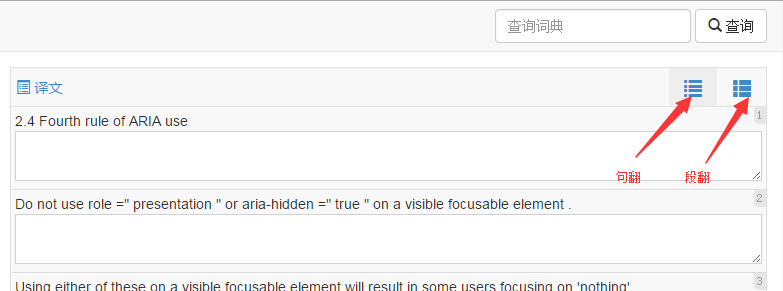 查询词典 查询
译文
句翻 段翻
2.4 Fourth rule of ARIA use 1
Do not use role =" presentation " or aria-hidden =" true " on a visible focusable element . 2
Using either of these on a visible focusable element will result in some users focusing on 'nothing' 3